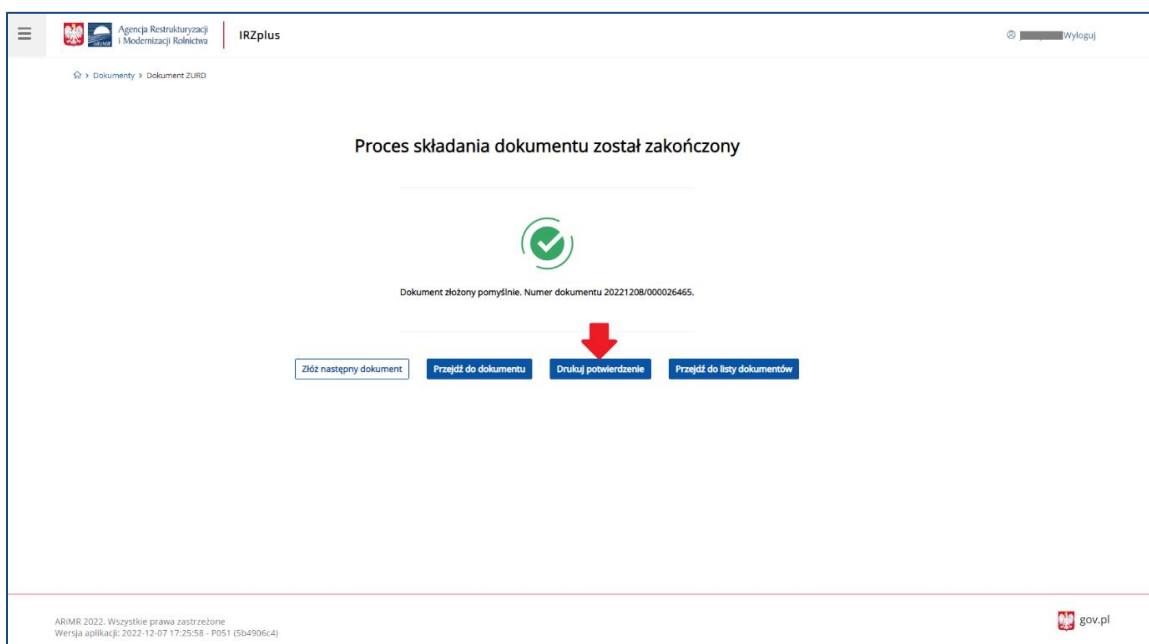 Agencja Restrukturyzacji
i Modernizacji Rolnictwa
IRZplus
Wyloguj
> Dokumenty > Dokument ZURD
Proces składania dokumentu został zakończony
Dokument złożony pomyślnie. Numer dokumentu 20221208/000026465.
Złóż następny dokument
Przejdź do dokumentu
Drukuj potwierdzenie
Przejdź do listy dokumentów
ARiMR 2022. Wszystkie prawa zastrzeżone
Wersja aplikacji: 2022-12-07 17:25:58 - P051 (5b4906c4)
gov.pl